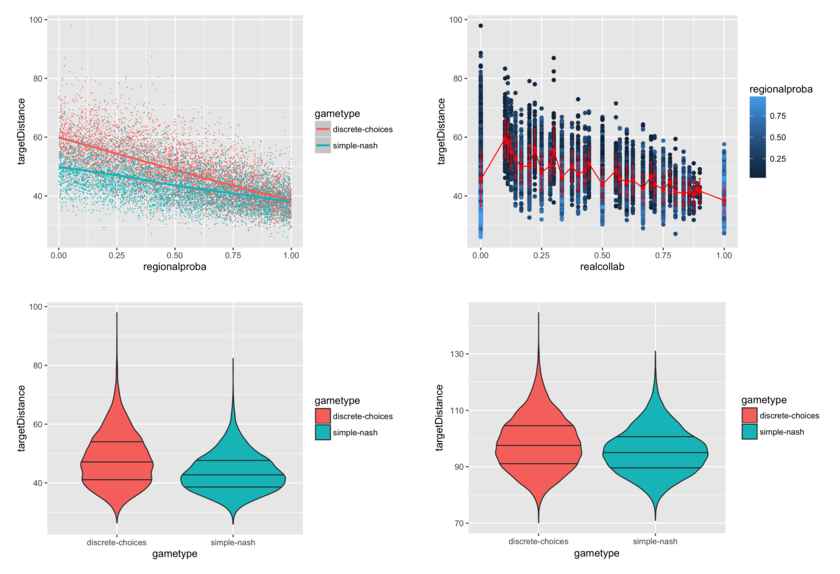 100
80
60
40
targetDistance
0.00 0.25 0.50 0.75 1.00
regionalproba
gametype
discrete-choices
simple-nash
100
80
60
40
targetDistance
0.00 0.25 0.50 0.75 1.00
realcollab
regionalproba
0.75
0.50
0.25
100
80
60
40
targetDistance
discrete-choices simple-nash
gametype
gametype
discrete-choices
simple-nash
130
110
90
70
targetDistance
discrete-choices simple-nash
gametype
gametype
discrete-choices
simple-nash